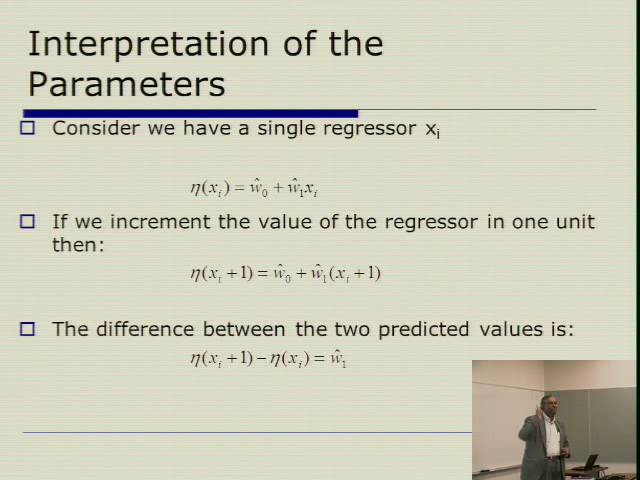 Interpretation of the
Parameters
Consider we have a single regressor xᵢ
η(xᵢ) = ŵ₀ + ŵ₁xᵢ
If we increment the value of the regressor in one unit
then:
η(xᵢ + 1) = ŵ₀ + ŵ₁(xᵢ + 1)
The difference between the two predicted values is:
η(xᵢ + 1) − η(xᵢ) = ŵ₁